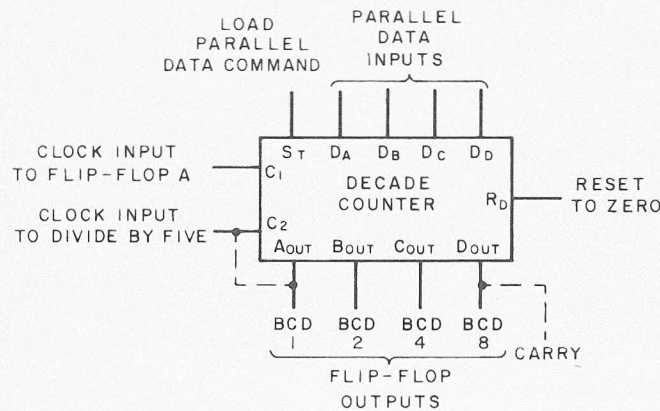 LOAD
PARALLEL
DATA COMMAND
PARALLEL
DATA
INPUTS
CLOCK INPUT
TO FLIP-FLOP A
CLOCK INPUT
TO DIVIDE BY FIVE
ST DA DB DC DD
C1
DECADE
COUNTER
RD
C2
AOUT BOUT COUT DOUT
RESET
TO ZERO
BCD BCD BCD BCD
1 2 4 8
CARRY
FLIP-FLOP
OUTPUTS